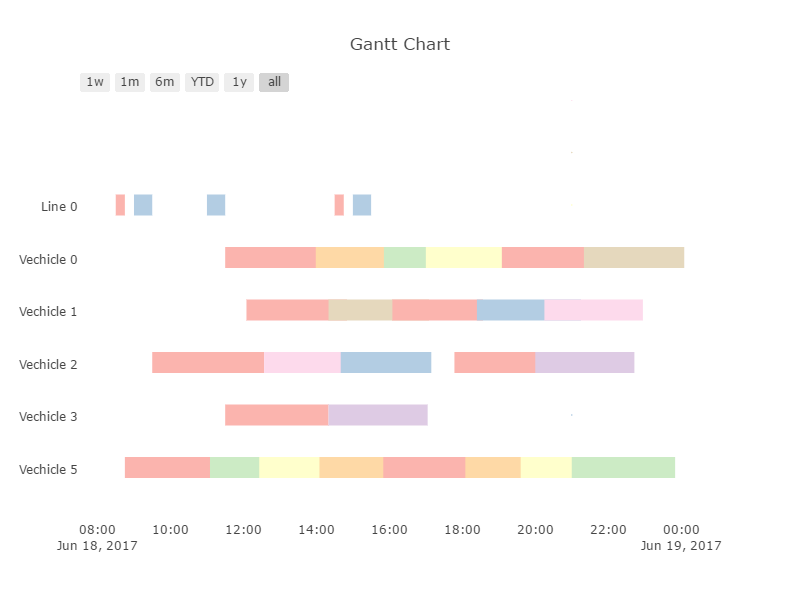 Gantt Chart
1w 1m 6m YTD 1y all
Line 0
Vechicle 0
Vechicle 1
Vechicle 2
Vechicle 3
Vechicle 5
08:00 10:00 12:00 14:00 16:00 18:00 20:00 22:00 00:00
Jun 18, 2017 Jun 19, 2017